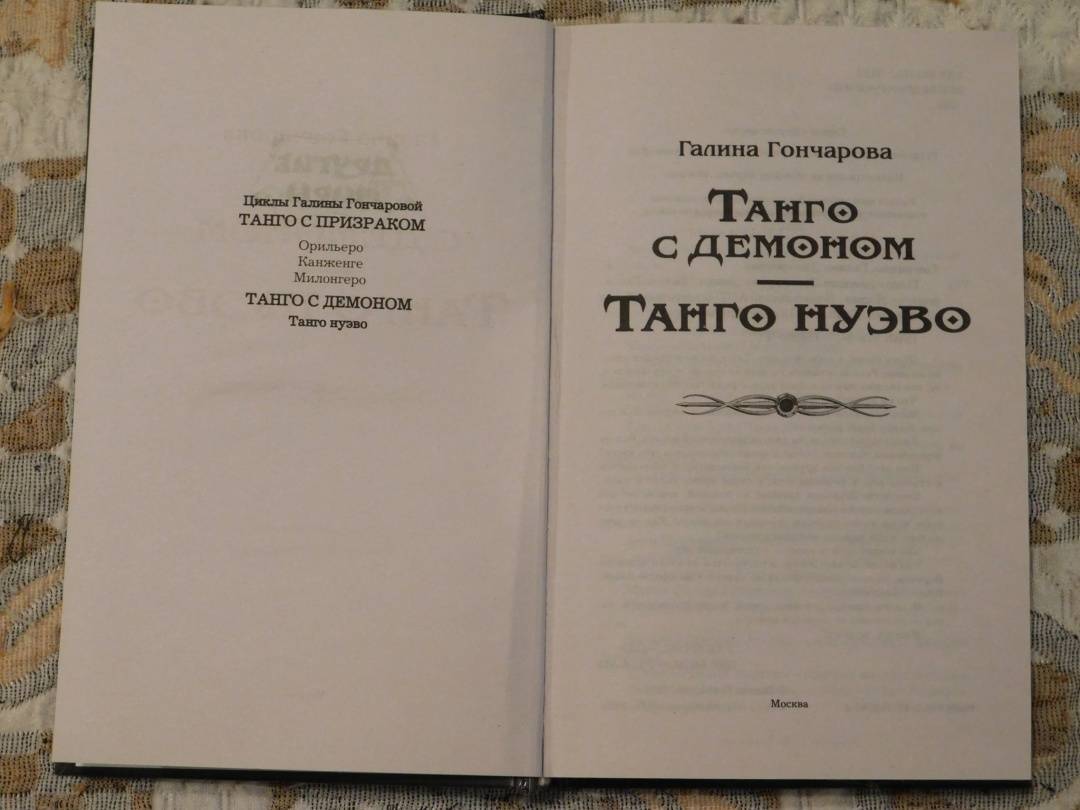 Циклы Галины Гончаровой
ТАНГО С ПРИЗРАКОМ
Орильеро
Канженге
Милонгеро
ТАНГО С ДЕМОНОМ
Танго нуэво
Галина Гончарова
ТАНГО
С ДЕМОНОМ
ТАНГО НУЭВО
Москва